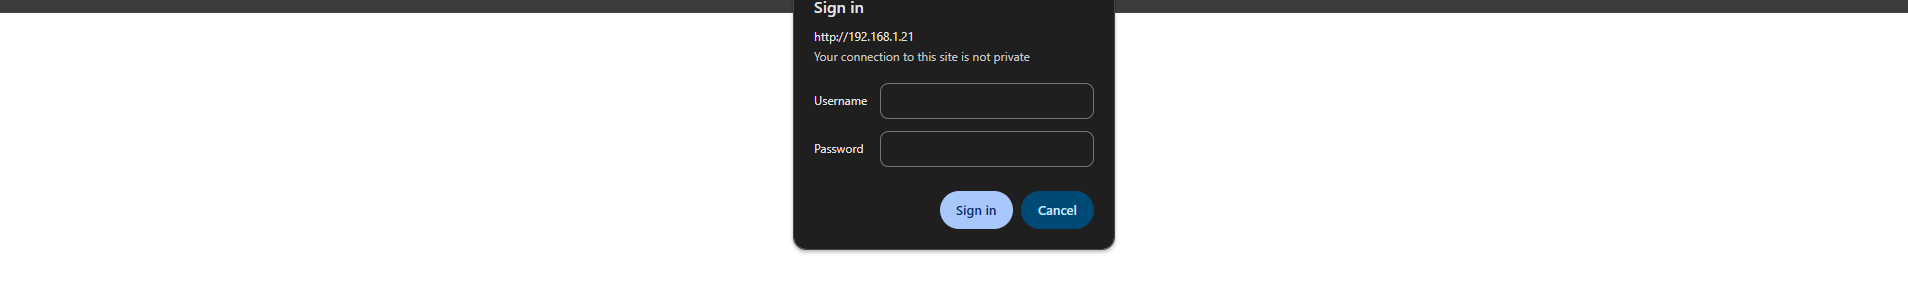 Sign in
http://192.168.1.21
Your connection to this site is not private
Username
Password
Sign in Cancel